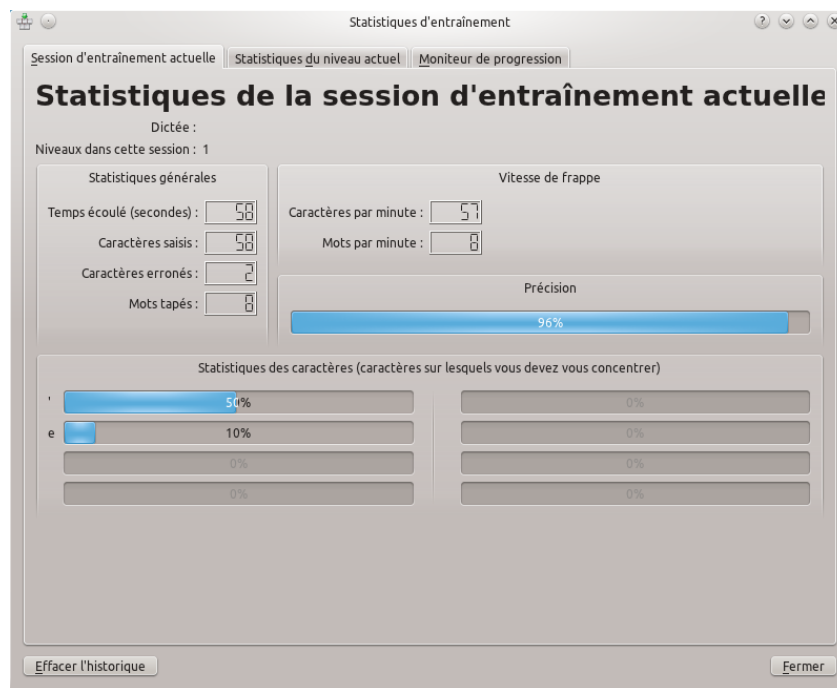 Statistiques d'entraînement
Session d'entraînement actuelle Statistiques du niveau actuel Moniteur de progression
Statistiques de la session d'entraînement actuelle
Dictée :
Niveaux dans cette session : 1
Statistiques générales
Temps écoulé (secondes) : 58
Caractères saisis : 58
Caractères erronés : 2
Mots tapés : 8
Vitesse de frappe
Caractères par minute : 57
Mots par minute : 8
Précision
96%
Statistiques des caractères (caractères sur lesquels vous devez vous concentrer)
' 50% 0%
e 10% 0%
0% 0%
0% 0%
Effacer l'historique Fermer